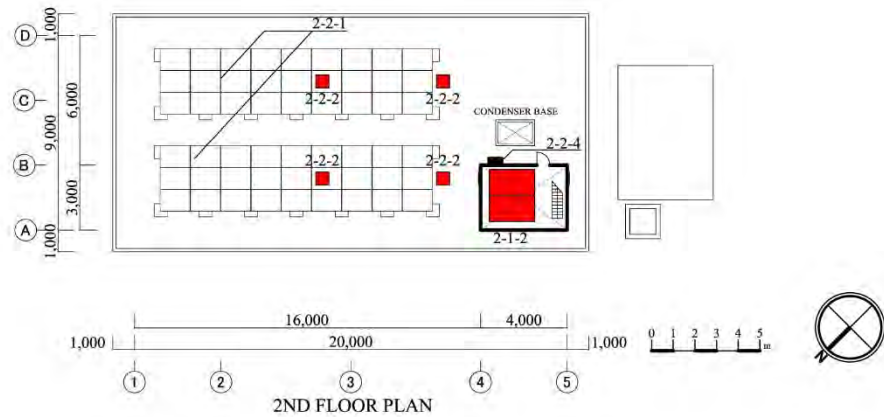 1,000
D
2-2-1
6,000
C
2-2-2
2-2-2
9,000
CONDENSER BASE
2-2-4
B
2-2-2
2-2-2
3,000
A
1,000
2-1-2
16,000
4,000
0 1 2 3 4 5
m
1,000
20,000
1,000
N
1
2
3
4
5
2ND FLOOR PLAN